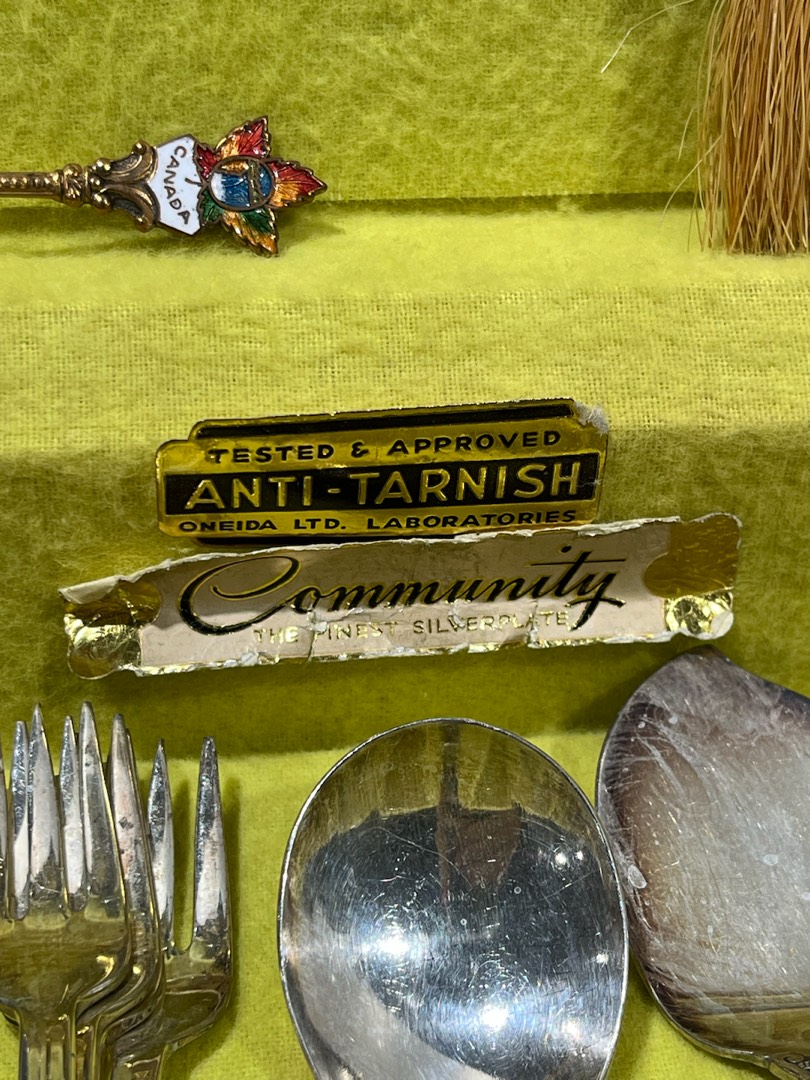 CANADA
TESTED & APPROVED
ANTI-TARNISH
ONEIDA LTD. LABORATORIES
Community
THE FINEST SILVERPLATE